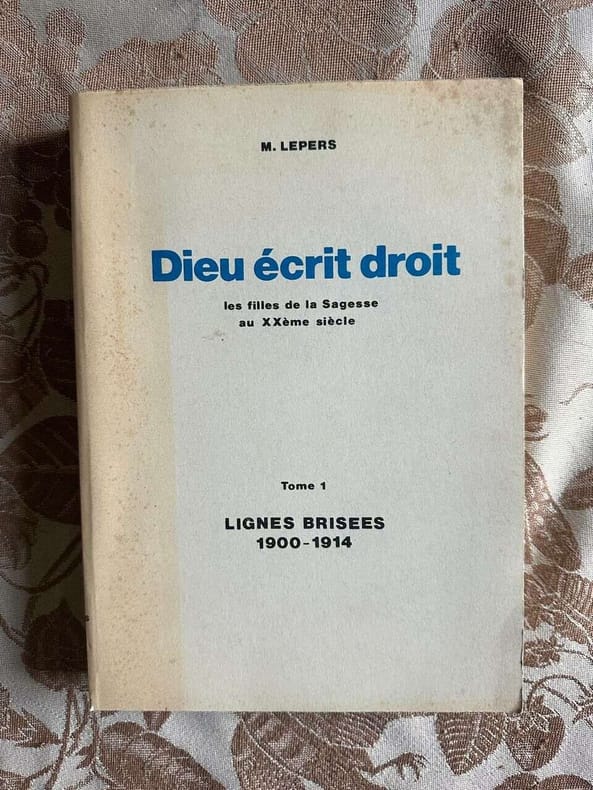 M. LEPERS
Dieu écrit droit
les filles de la Sagesse
au XXème siècle
Tome 1
LIGNES BRISEES
1900-1914